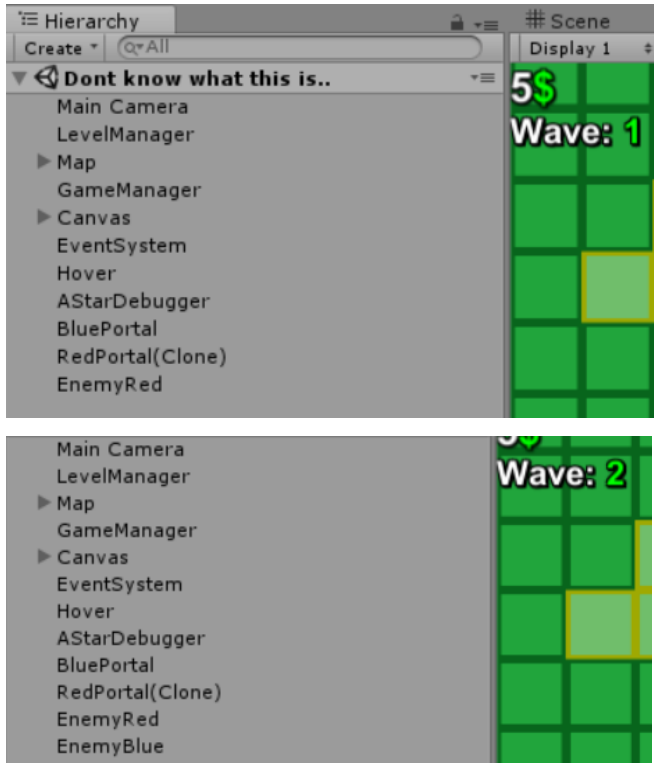 Hierarchy
Create
All
Dont know what this is..
Main Camera
LevelManager
Map
GameManager
Canvas
EventSystem
Hover
AStarDebugger
BluePortal
RedPortal(Clone)
EnemyRed
Scene
Display 1
5$
Wave: 1
Main Camera
LevelManager
Map
GameManager
Canvas
EventSystem
Hover
AStarDebugger
BluePortal
RedPortal(Clone)
EnemyRed
EnemyBlue
Wave: 2